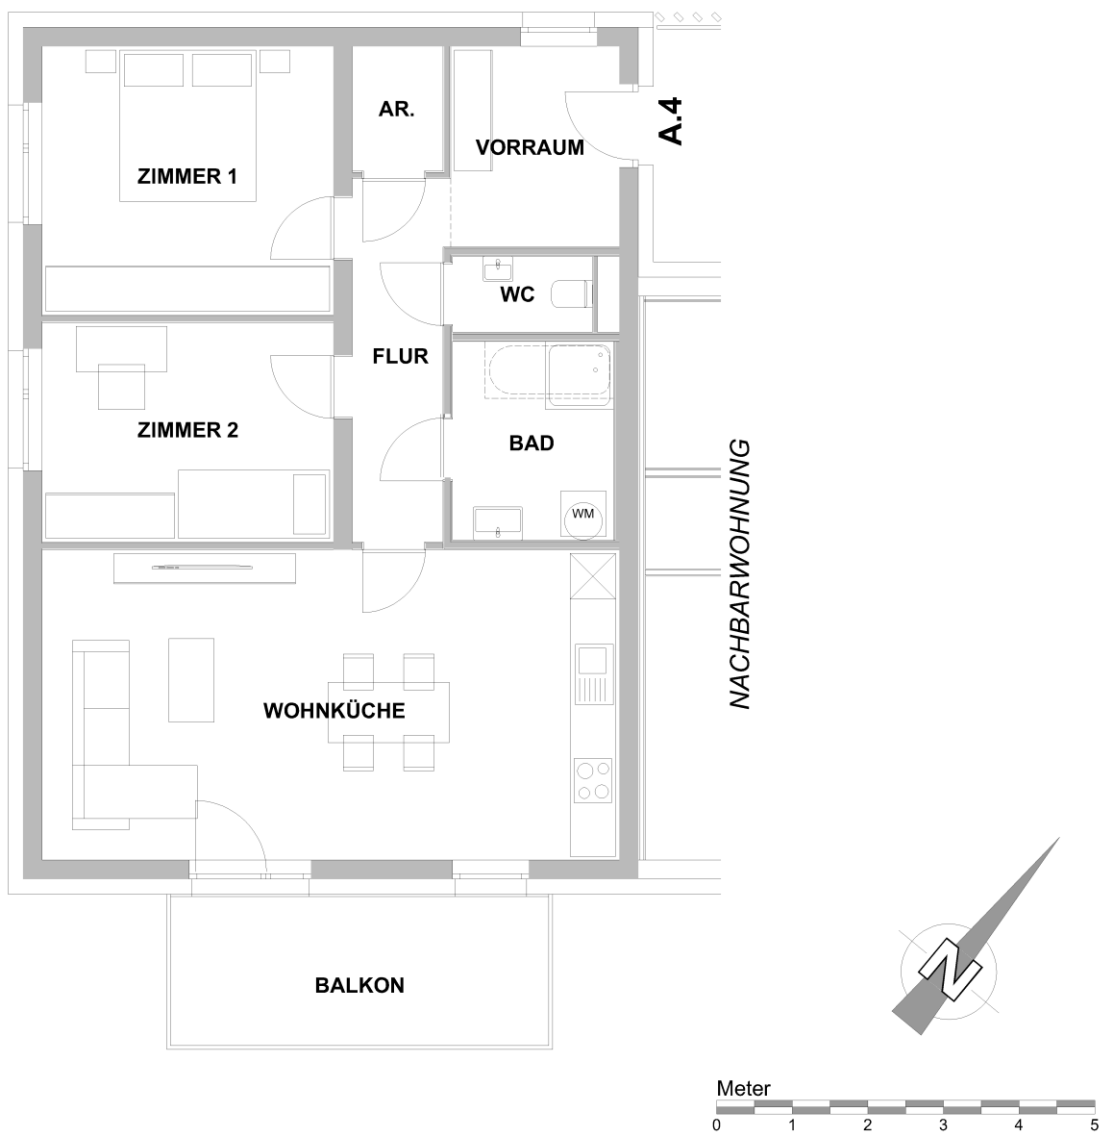 AR.
A.4
VORRAUM
ZIMMER 1
WC
FLUR
ZIMMER 2
BAD
WM
NACHBARWOHNUNG
WOHNKÜCHE
BALKON
N
Meter
0 1 2 3 4 5